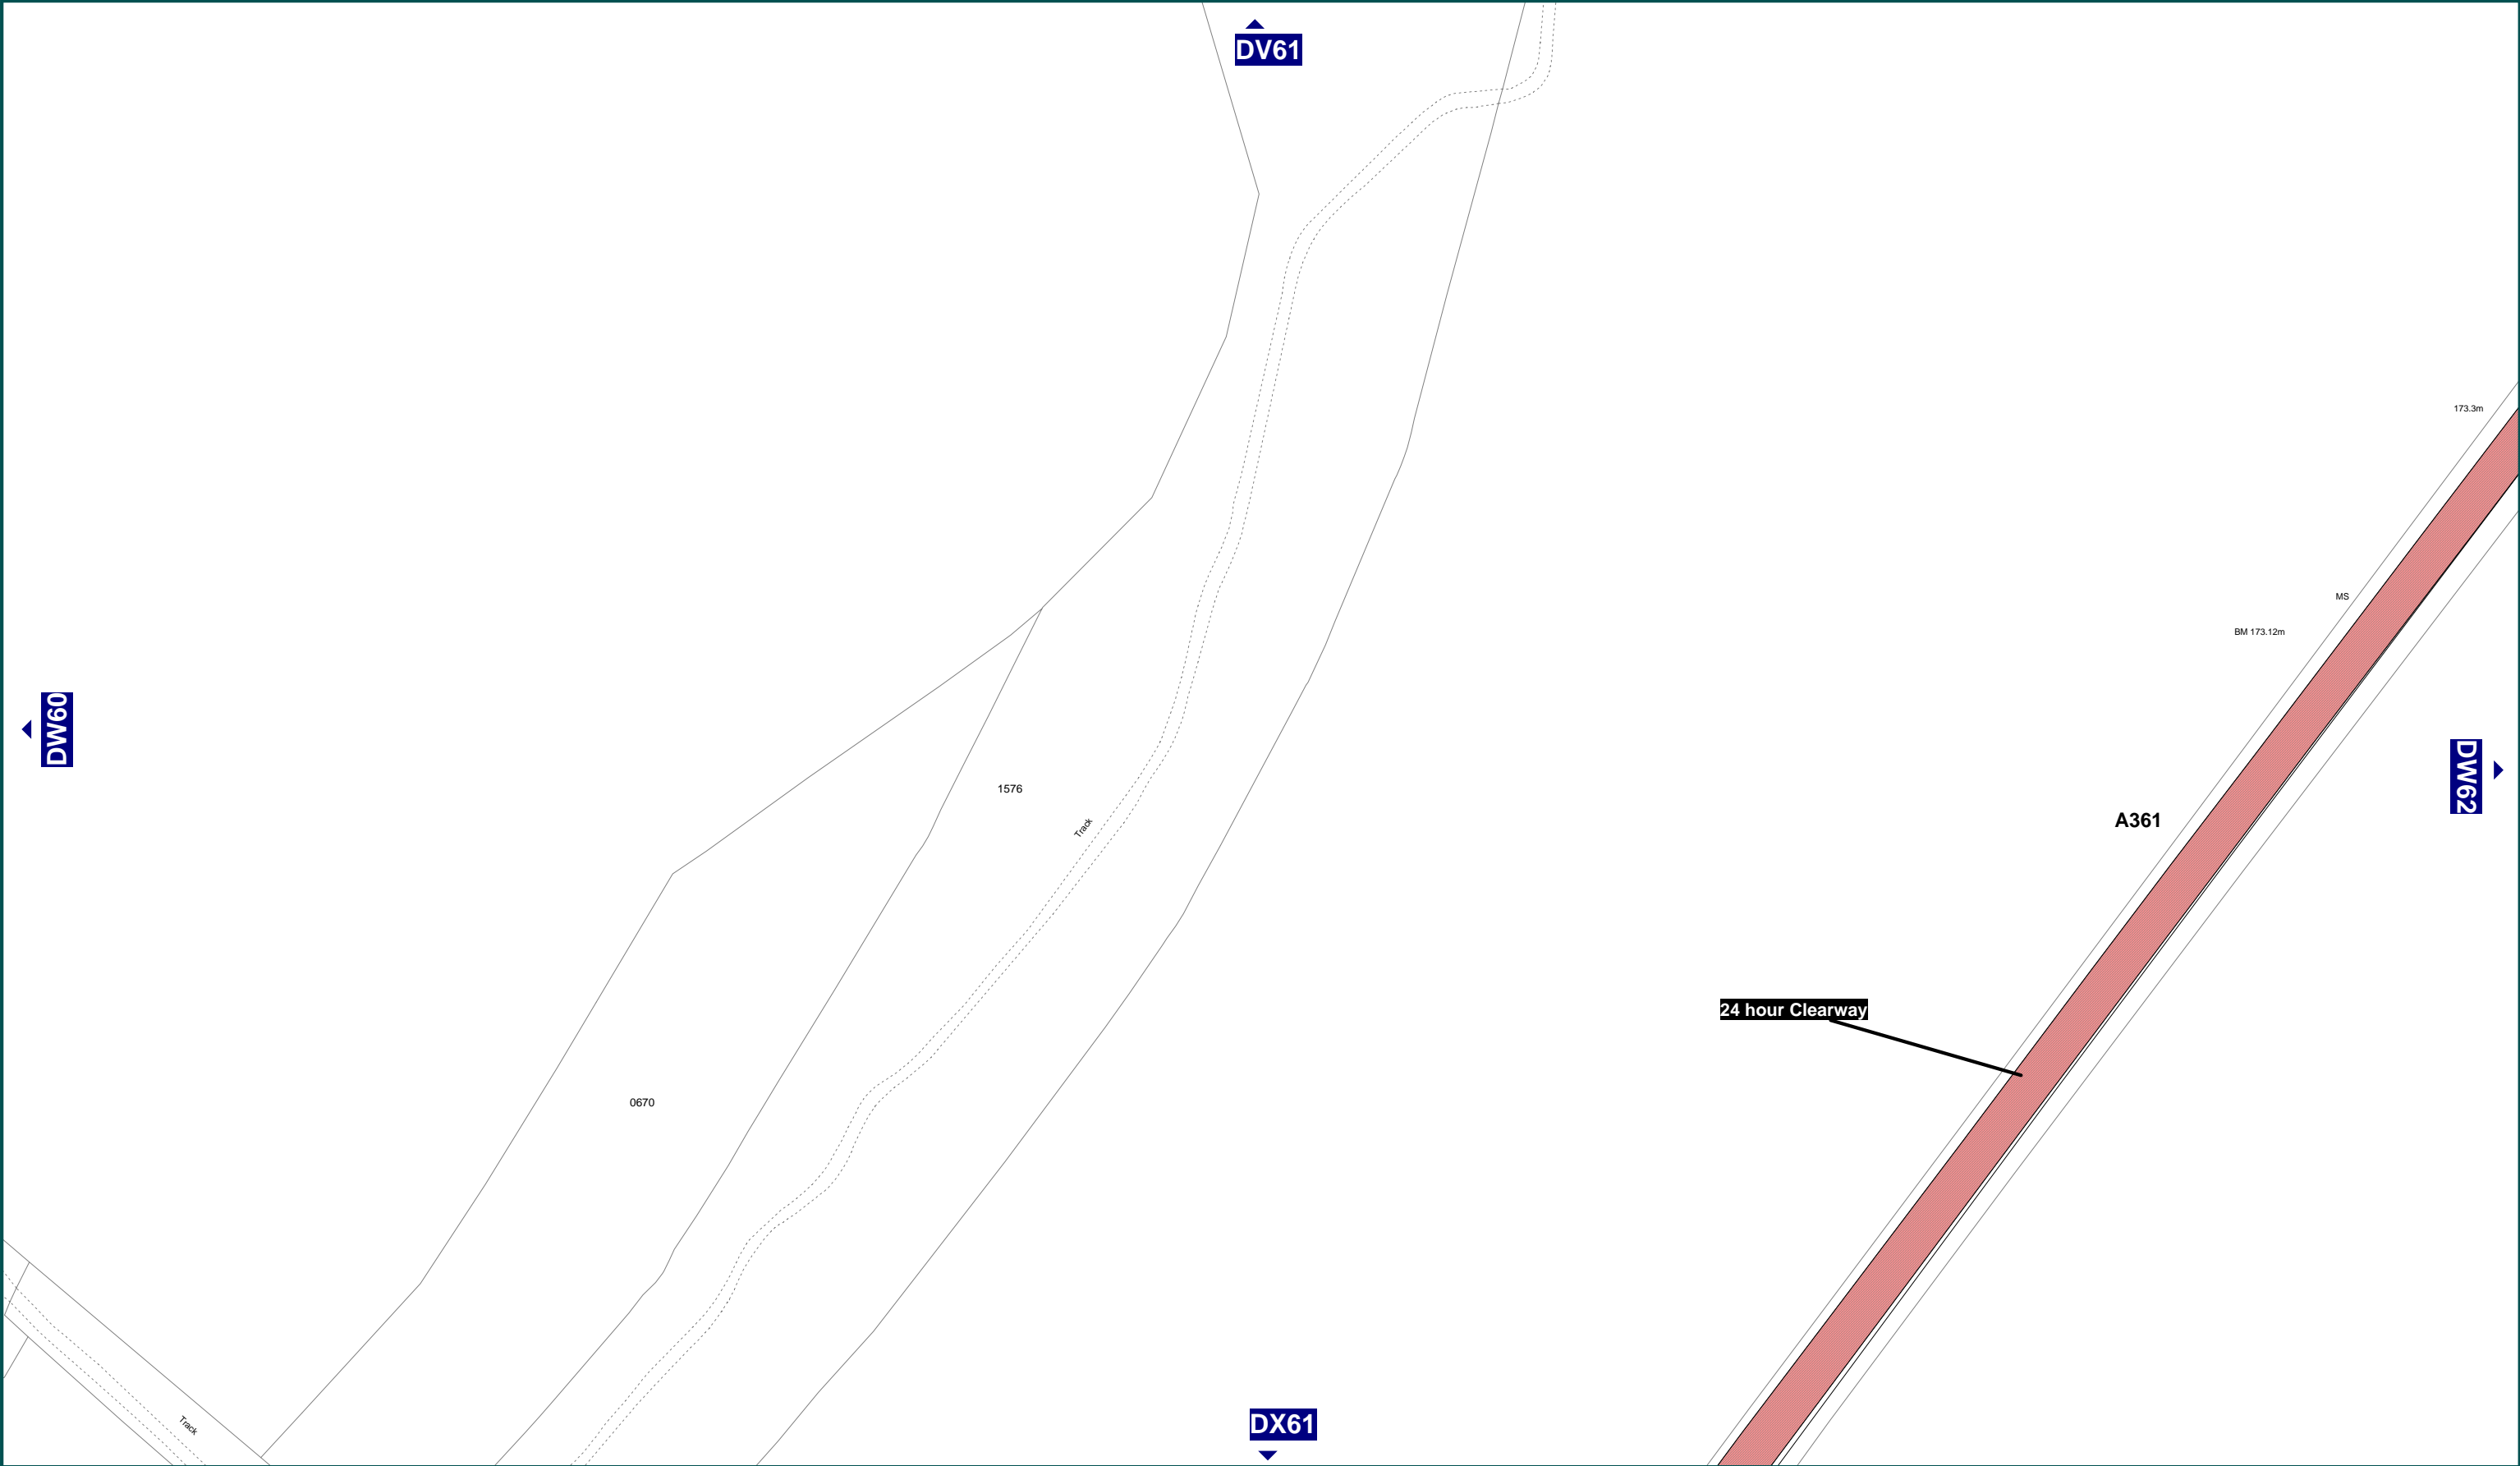 DV61
173.3m
MS
BM 173.12m
DW60
DW62
1576
Track
A361
24 hour Clearway
0670
Track
DX61